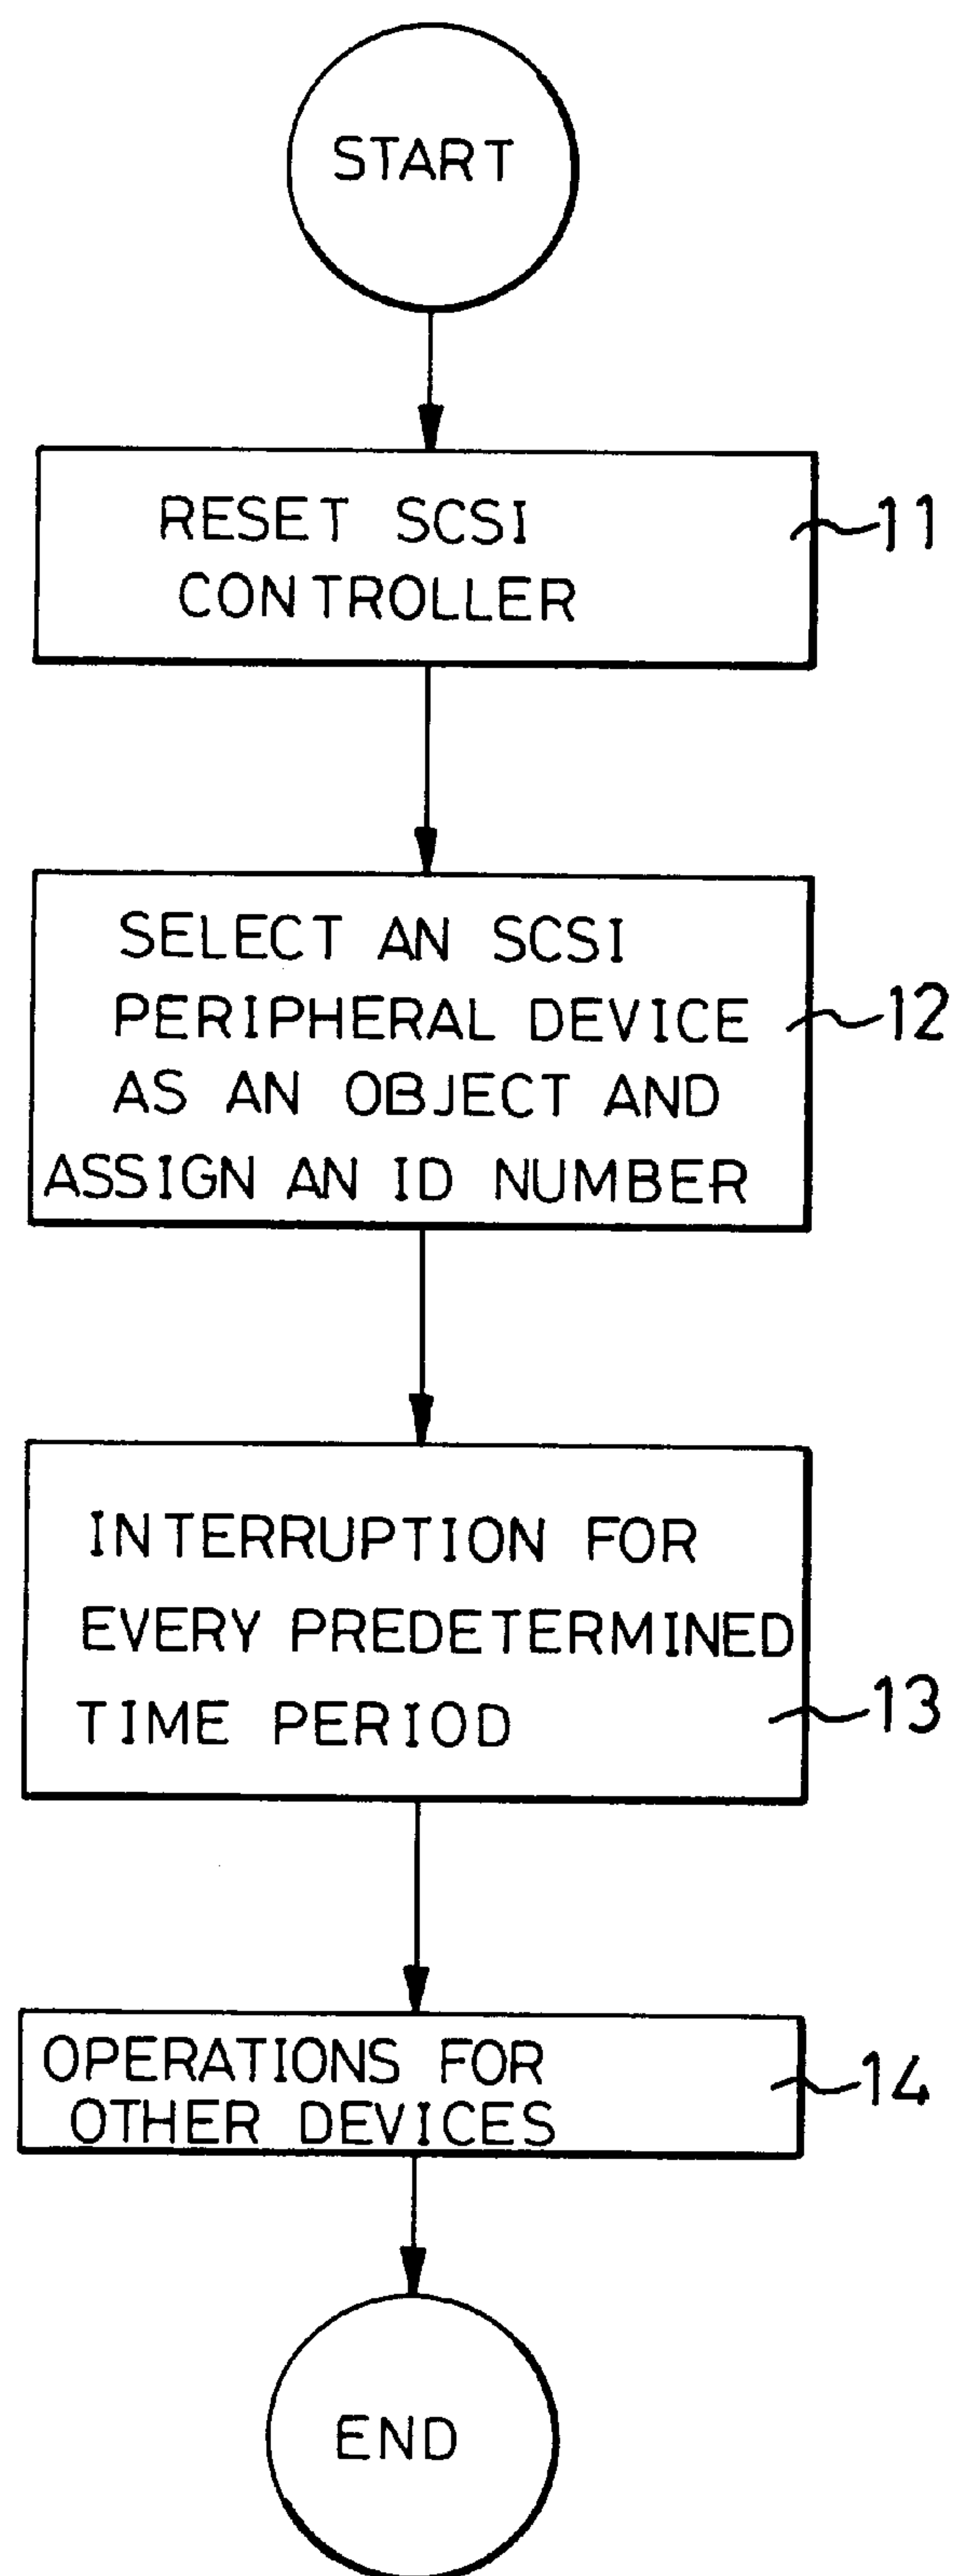 START
RESET SCSI
CONTROLLER
11
SELECT AN SCSI
PERIPHERAL DEVICE
AS AN OBJECT AND
ASSIGN AN ID NUMBER
12
INTERRUPTION FOR
EVERY PREDETERMINED
TIME PERIOD
13
OPERATIONS FOR
OTHER DEVICES
14
END